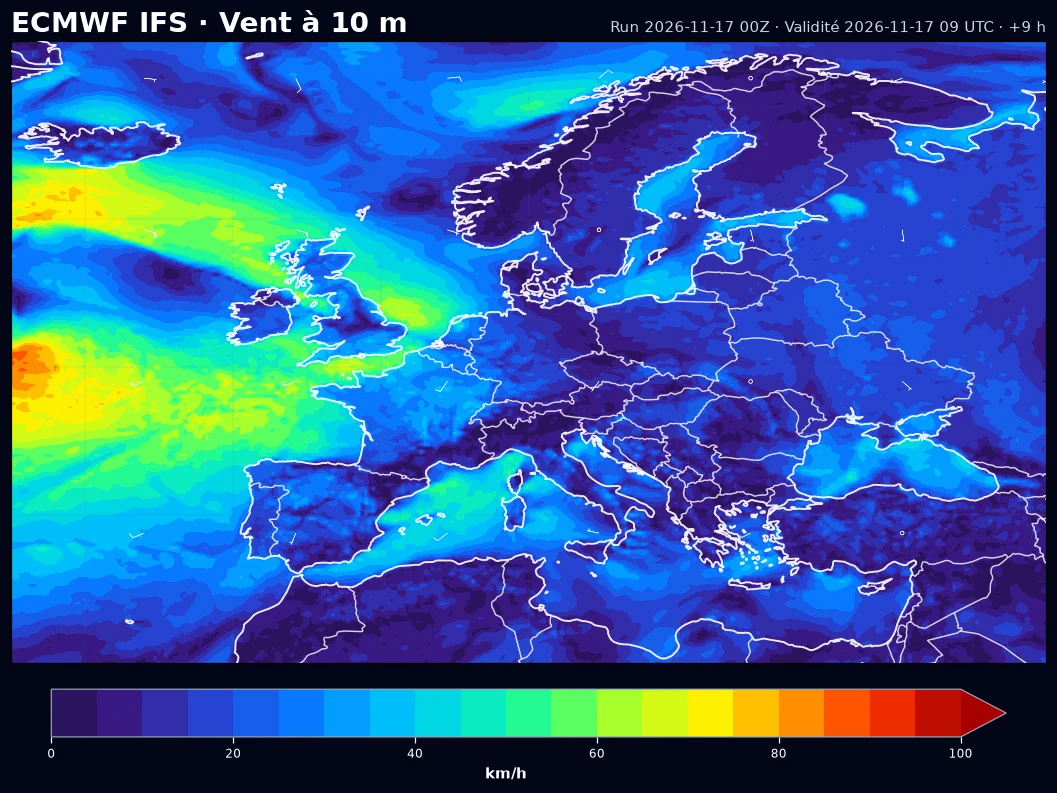 ECMWF IFS · Vent à 10 m
Run 2026-11-17 00Z · Validité 2026-11-17 09 UTC · +9 h
0 20 40 60 80 100
km/h